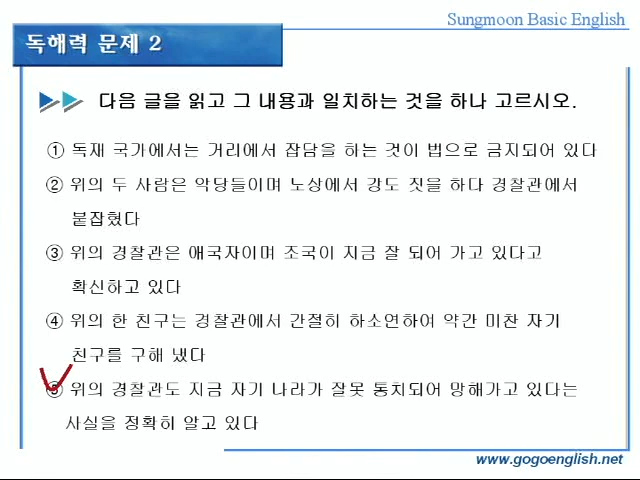 Sungmoon Basic English
독해력 문제 2
다음 글을 읽고 그 내용과 일치하는 것을 하나 고르시오.
① 독재 국가에서는 거리에서 잡담을 하는 것이 법으로 금지되어 있다
② 위의 두 사람은 악당들이며 노상에서 강도 짓을 하다 경찰관에서
붙잡혔다
③ 위의 경찰관은 애국자이며 조국이 지금 잘 되어 가고 있다고
확신하고 있다
④ 위의 한 친구는 경찰관에서 간절히 하소연하여 약간 미찬 자기
친구를 구해 냈다
⑤ 위의 경찰관도 지금 자기 나라가 잘못 통치되어 망해가고 있다는
사실을 정확히 알고 있다
www.gogoenglish.net